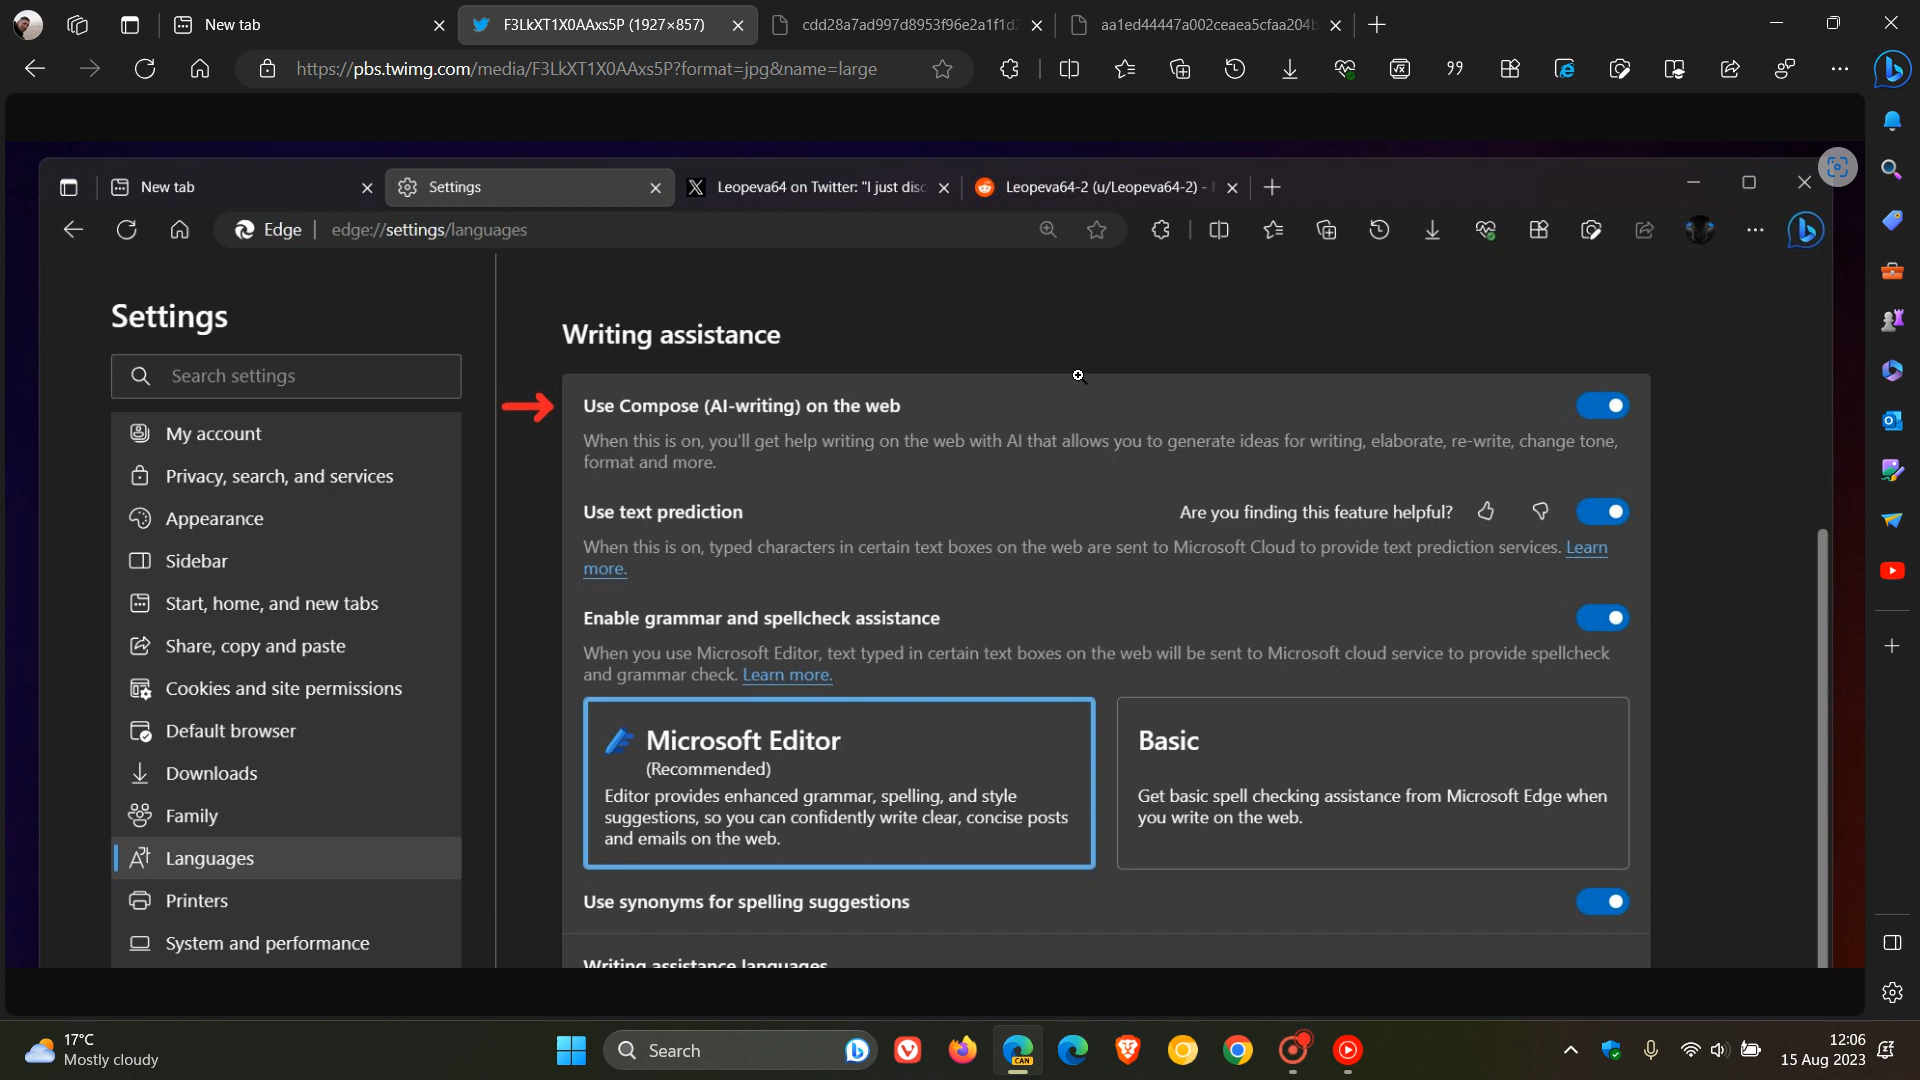 New tab
F3LkXT1X0AAxs5P (1927×857)
cdd28a7ad997d8953f96e2a1f1d
aa1ed44447a002ceaea5cfaa204b
https://pbs.twimg.com/media/F3LkXT1X0AAxs5P?format=jpg&name=large
New tab
Settings
Leopeva64 on Twitter: "I just disc
Leopeva64-2 (u/Leopeva64-2) -
Edge
edge://settings/languages
Settings
Search settings
My account
Privacy, search, and services
Appearance
Sidebar
Start, home, and new tabs
Share, copy and paste
Cookies and site permissions
Default browser
Downloads
Family
Languages
Printers
System and performance
Writing assistance
Use Compose (AI-writing) on the web
When this is on, you'll get help writing on the web with AI that allows you to generate ideas for writing, elaborate, re-write, change tone,
format and more.
Use text prediction
Are you finding this feature helpful?
When this is on, typed characters in certain text boxes on the web are sent to Microsoft Cloud to provide text prediction services. Learn
more.
Enable grammar and spellcheck assistance
When you use Microsoft Editor, text typed in certain text boxes on the web will be sent to Microsoft cloud service to provide spellcheck
and grammar check. Learn more.
Microsoft Editor
(Recommended)
Editor provides enhanced grammar, spelling, and style
suggestions, so you can confidently write clear, concise posts
and emails on the web.
Basic
Get basic spell checking assistance from Microsoft Edge when
you write on the web.
Use synonyms for spelling suggestions
Writing assistance languages
17°C
Mostly cloudy
Search
CAN
12:06
15 Aug 2023